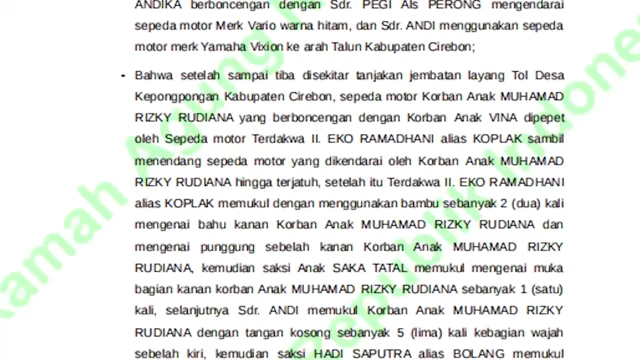 ANDIKA berboncengan dengan Sdr. PEGI Als PERONG mengendarai
sepeda motor Merk Vario warna hitam, dan Sdr. ANDI menggunakan sepeda
motor merk Yamaha Vixion ke arah Talun Kabupaten Cirebon;
- Bahwa setelah sampai tiba disekitar tanjakan jembatan layang Tol Desa
Kepongpongan Kabupaten Cirebon, sepeda motor Korban Anak MUHAMAD
RIZKY RUDIANA yang berboncengan dengan Korban Anak VINA dipepet
oleh Sepeda motor Terdakwa II. EKO RAMADHANI alias KOPLAK sambil
menendang sepeda motor yang dikendarai oleh Korban Anak MUHAMAD
RIZKY RUDIANA hingga terjatuh, setelah itu Terdakwa II. EKO RAMADHANI
alias KOPLAK memukul dengan menggunakan bambu sebanyak 2 (dua) kali
mengenai bahu kanan Korban Anak MUHAMAD RIZKY RUDIANA dan
mengenai punggung sebelah kanan Korban Anak MUHAMAD RIZKY
RUDIANA, kemudian saksi Anak SAKA TATAL memukul mengenai muka
bagian kanan korban Anak MUHAMAD RIZKY RUDIANA sebanyak 1 (satu)
kali, selanjutnya Sdr. ANDI memukul Korban Anak MUHAMAD RIZKY
RUDIANA dengan tangan kosong sebanyak 5 (lima) kali kebagian wajah
sebelah kiri, kemudian saksi HADI SAPUTRA alias BOLANG memukul